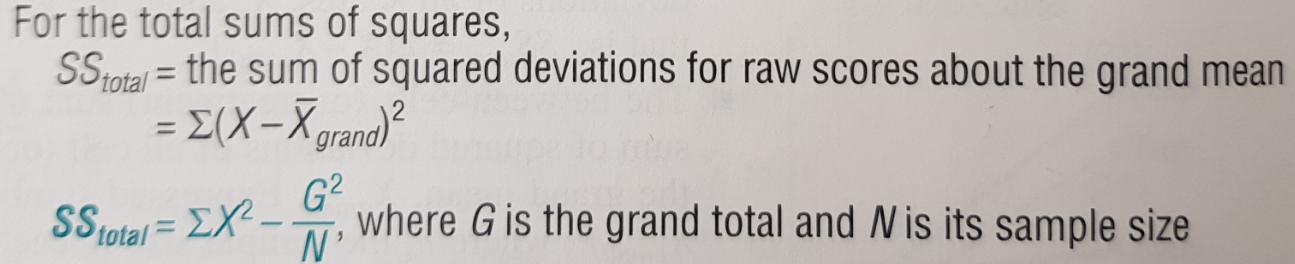 For the total sums of squares,
SS_total = the sum of squared deviations for raw scores about the grand mean
= Σ(X – X̅_grand)²
SS_total = ΣX² – G²/N, where G is the grand total and N is its sample size